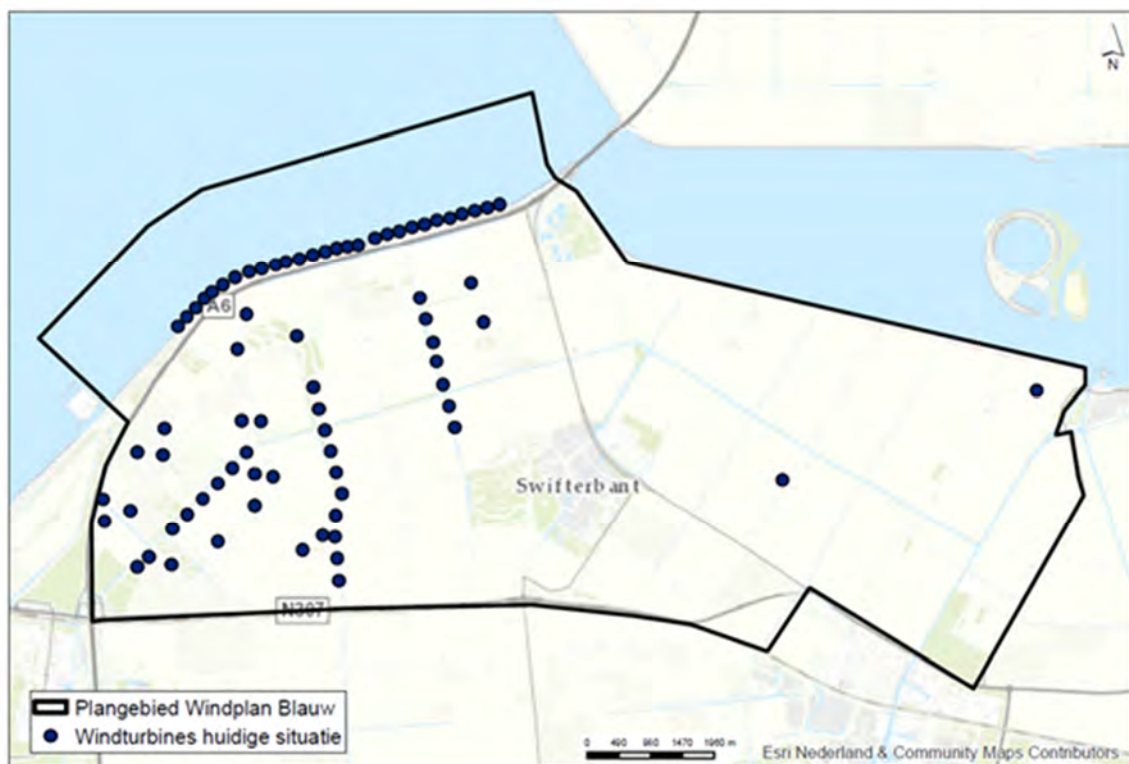 N
A6
Swifterbant
N307
Plangebied Windplan Blauw
Windturbines huidige situatie
0 490 980 1470 1960 m
Esri Nederland & Community Maps Contributors